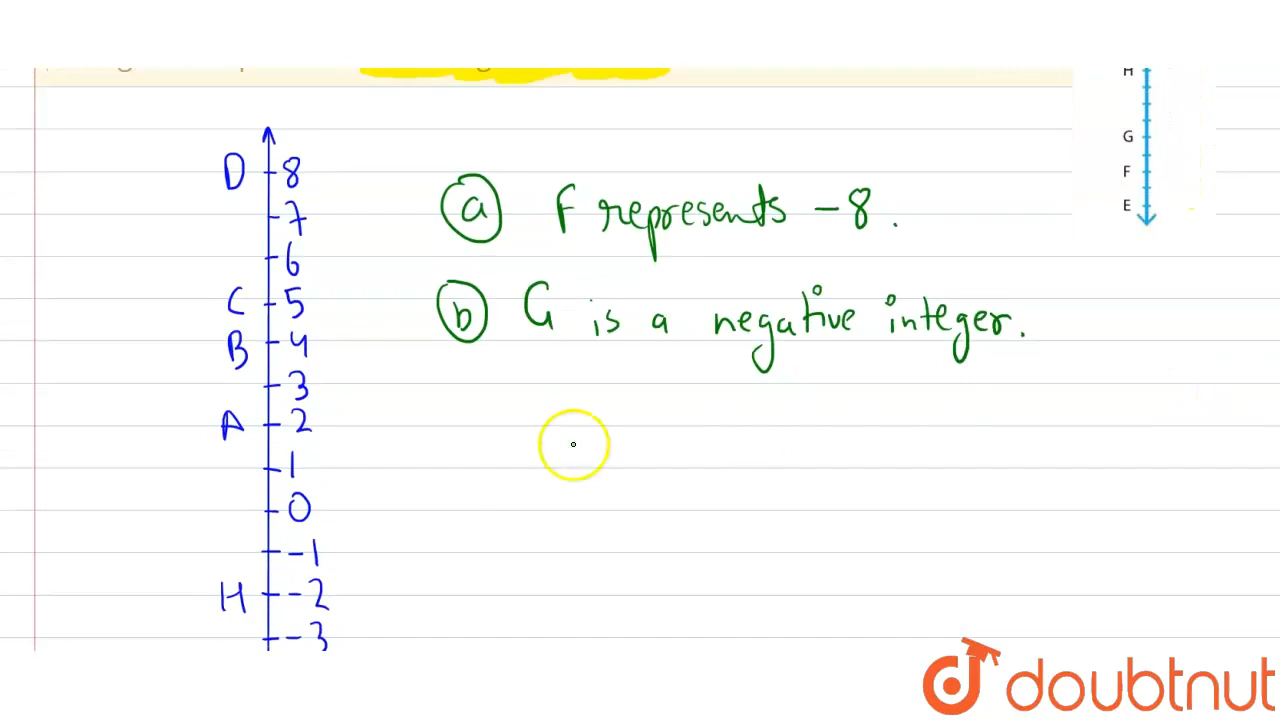 H
G
F
E
D 8
7
6
C 5
B 4
3
A 2
1
0
-1
H -2
-3
a F represents -8.
b G is a negative integer.
doubtnut